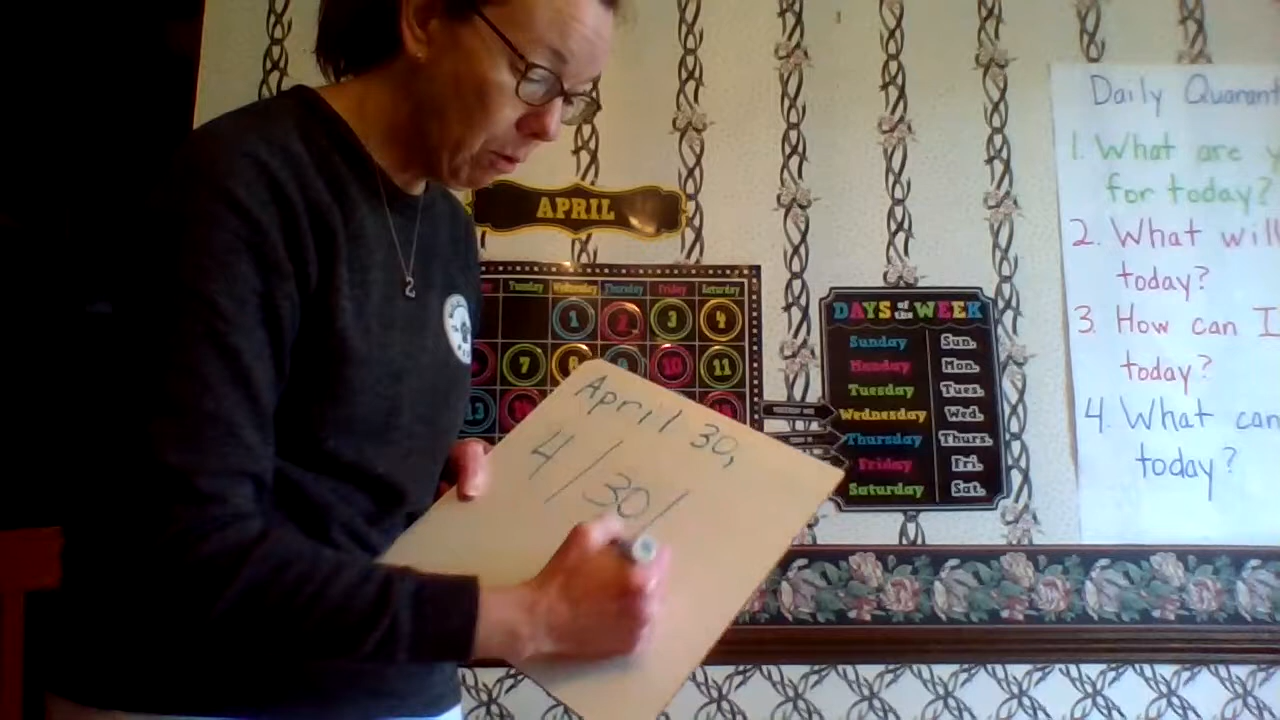 APRIL
Tuesday Wednesday Thursday Friday Saturday
1 2 3 4
7 8 9 10 11
13
April 30,
4/30/
DAYS of the WEEK
Sunday Sun.
Monday Mon.
Tuesday Tues.
Wednesday Wed.
Thursday Thurs.
Friday Fri.
Saturday Sat.
Daily Quarant
1. What are y
for today?
2. What will
today?
3. How can I
today?
4. What can
today?
2